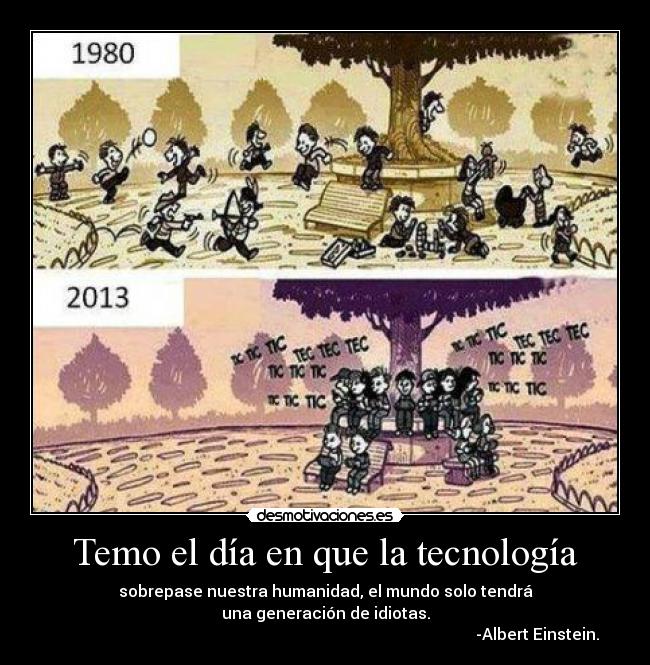 1980
2013
TIC TIC TIC
TEC TEC TEC
TIC TIC TIC
TIC TIC TIC
TIC TIC TIC
TEC TEC TEC
TIC TIC TIC
TIC TIC TIC
desmotivaciones.es
Temo el día en que la tecnología
sobrepase nuestra humanidad, el mundo solo tendrá
una generación de idiotas.
-Albert Einstein.